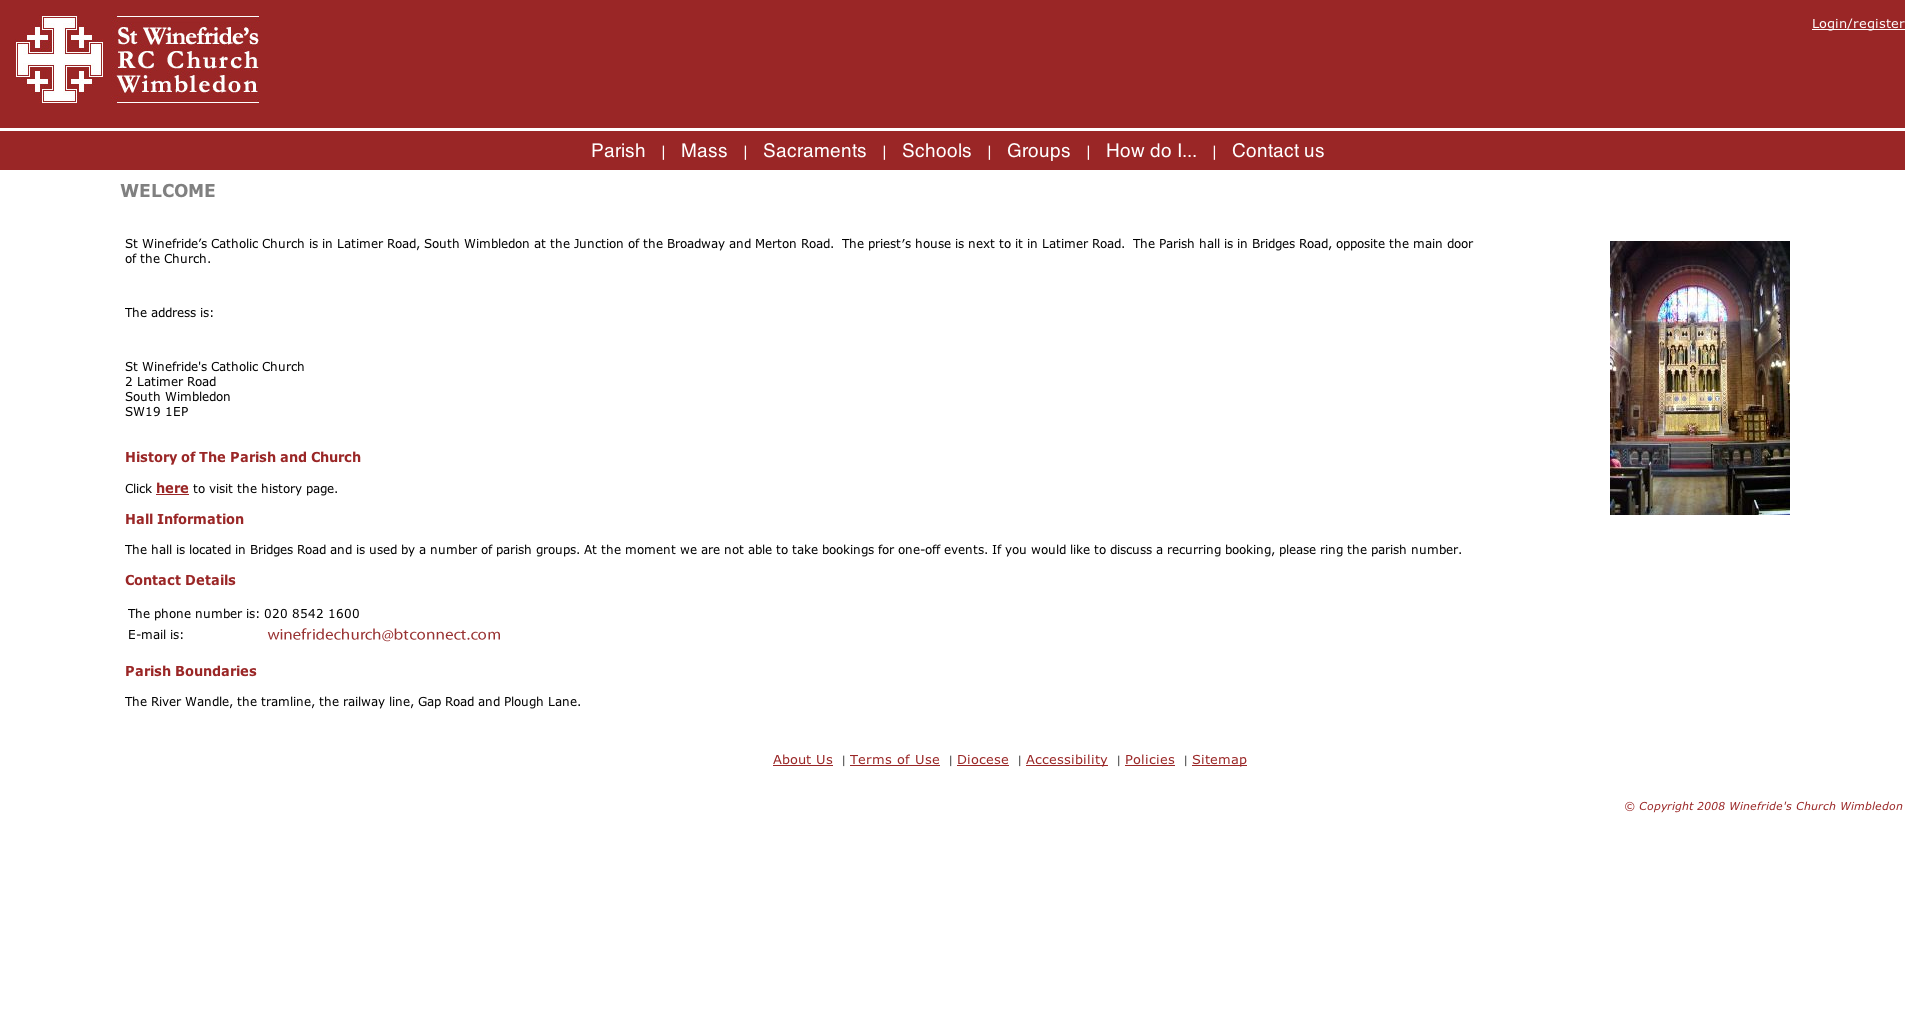 St Winefride's
RC Church
Wimbledon
Login/register
Parish | Mass | Sacraments | Schools | Groups | How do I... | Contact us
WELCOME
St Winefride’s Catholic Church is in Latimer Road, South Wimbledon at the Junction of the Broadway and Merton Road.  The priest’s house is next to it in Latimer Road.  The Parish hall is in Bridges Road, opposite the main door
of the Church.
The address is:
St Winefride's Catholic Church
2 Latimer Road
South Wimbledon
SW19 1EP
History of The Parish and Church
Click here to visit the history page.
Hall Information
The hall is located in Bridges Road and is used by a number of parish groups. At the moment we are not able to take bookings for one-off events. If you would like to discuss a recurring booking, please ring the parish number.
Contact Details
The phone number is: 020 8542 1600
E-mail is: winefridechurch@btconnect.com
Parish Boundaries
The River Wandle, the tramline, the railway line, Gap Road and Plough Lane.
About Us | Terms of Use | Diocese | Accessibility | Policies | Sitemap
© Copyright 2008 Winefride's Church Wimbledon